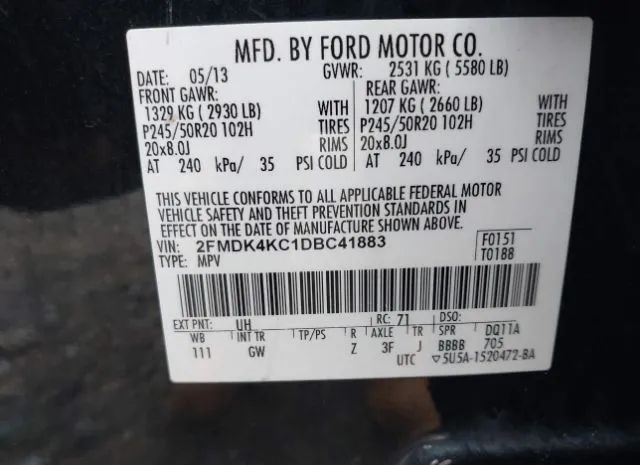 MFD. BY FORD MOTOR CO.
DATE: 05/13 GVWR: 2531 KG ( 5580 LB)
FRONT GAWR: REAR GAWR:
1329 KG ( 2930 LB) WITH 1207 KG ( 2660 LB) WITH
P245/50R20 102H TIRES P245/50R20 102H TIRES
20x8.0J RIMS 20x8.0J RIMS
AT 240 kPa/ 35 PSI COLD AT 240 kPa/ 35 PSI COLD
THIS VEHICLE CONFORMS TO ALL APPLICABLE FEDERAL MOTOR
VEHICLE SAFETY AND THEFT PREVENTION STANDARDS IN
EFFECT ON THE DATE OF MANUFACTURE SHOWN ABOVE.
VIN: 2FMDK4KC1DBC41883 F0151
TYPE: MPV T0188
EXT PNT: UH RC: 71 DSO:
WB INT TR TP/PS R AXLE TR SPR DQ11A
111 GW Z 3F J BBBB 705
UTC ▽5U5A-1520472-BA